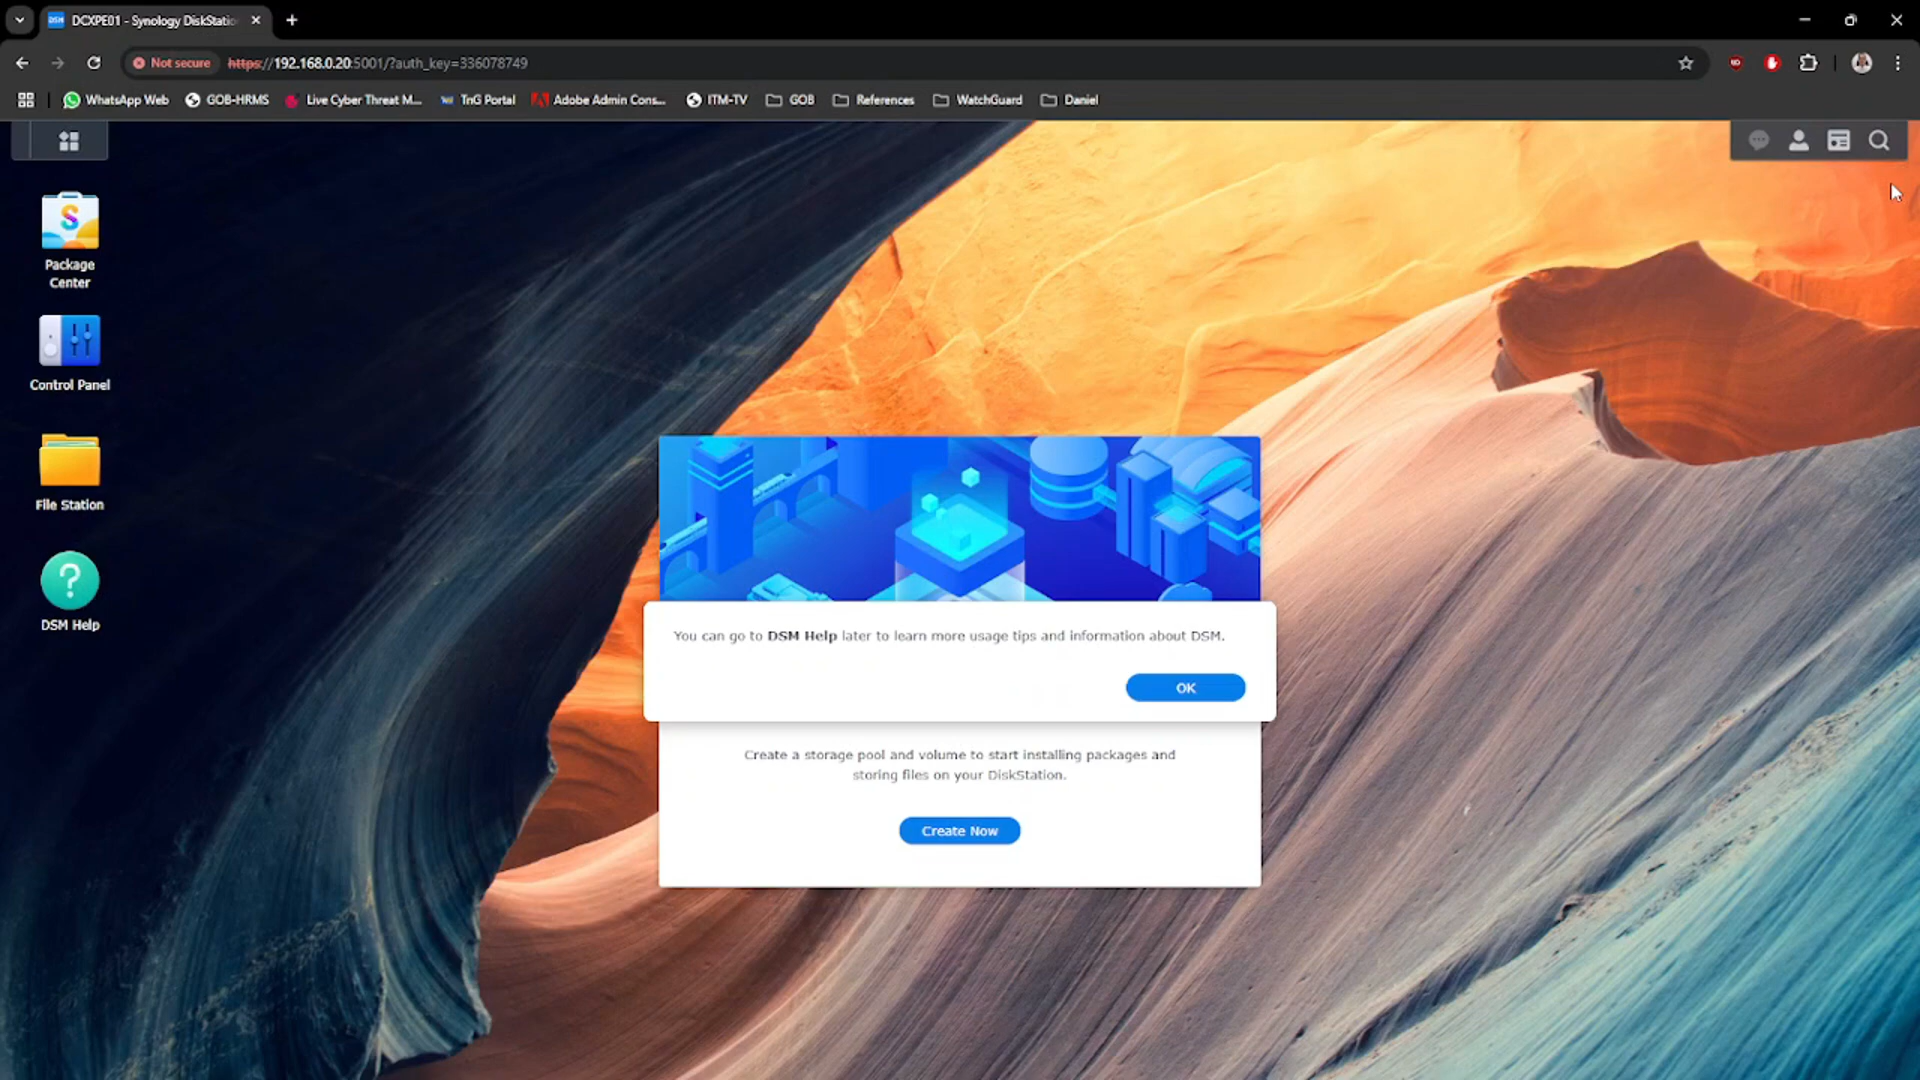 DSM
DCXPE01 - Synology DiskStatio
Not secure
https://192.168.0.20:5001/?auth_key=336078749
WhatsApp Web
GOB-HRMS
Live Cyber Threat M...
TnG Portal
Adobe Admin Cons...
ITM-TV
GOB
References
WatchGuard
Daniel
Package
Center
Control Panel
File Station
DSM Help
You can go to DSM Help later to learn more usage tips and information about DSM.
OK
Create a storage pool and volume to start installing packages and
storing files on your DiskStation.
Create Now